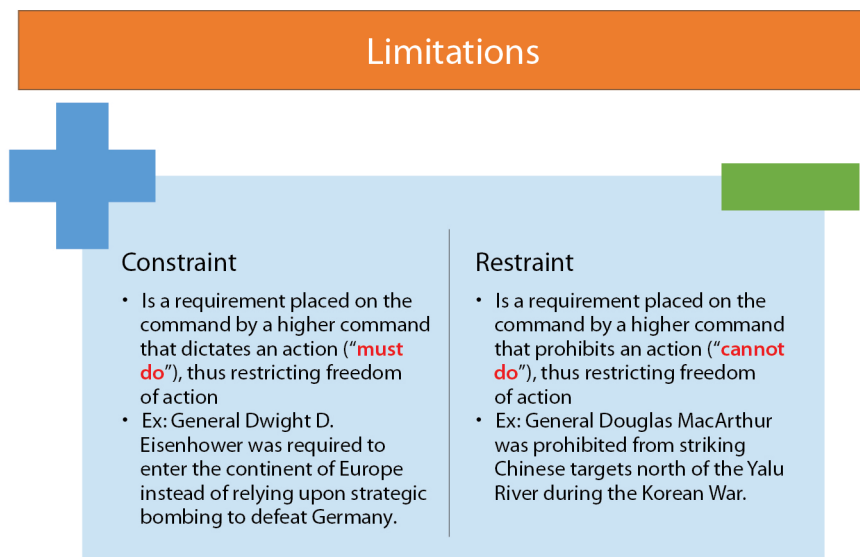 Limitations
Constraint
• Is a requirement placed on the
command by a higher command
that dictates an action (“must
do”), thus restricting freedom
of action
• Ex: General Dwight D.
Eisenhower was required to
enter the continent of Europe
instead of relying upon strategic
bombing to defeat Germany.
Restraint
• Is a requirement placed on the
command by a higher command
that prohibits an action (“cannot
do”), thus restricting freedom
of action
• Ex: General Douglas MacArthur
was prohibited from striking
Chinese targets north of the Yalu
River during the Korean War.